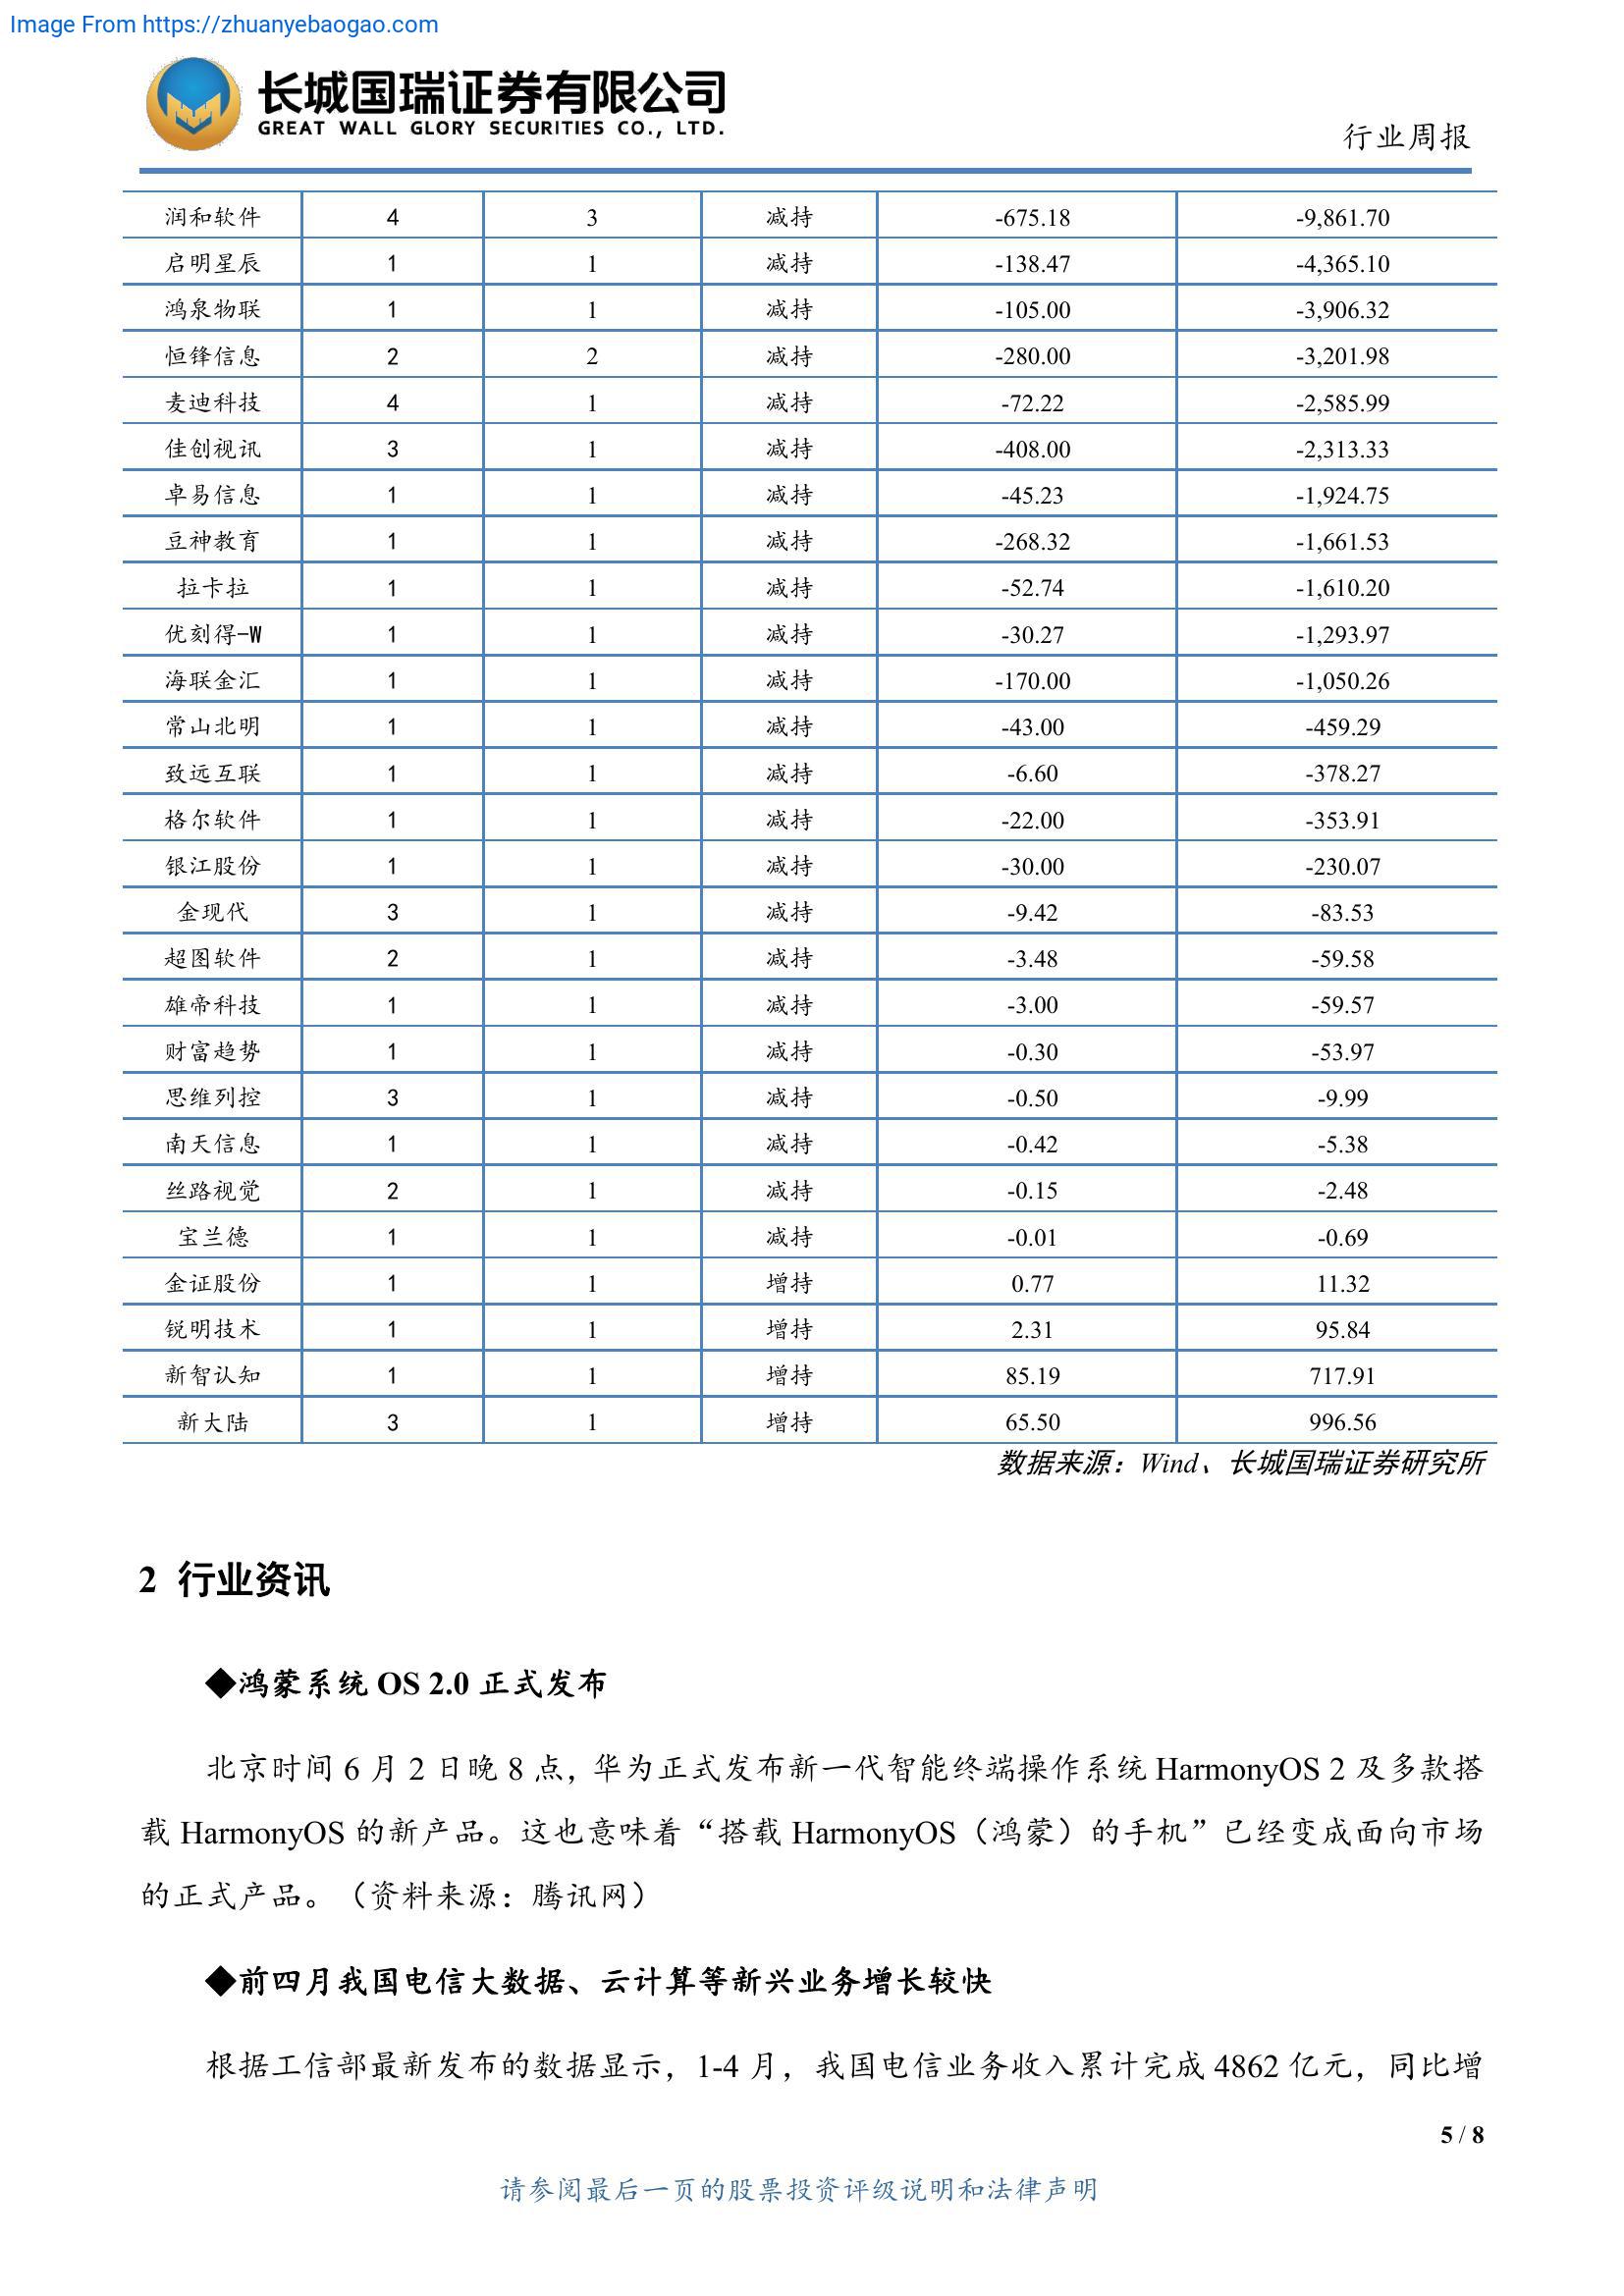 Image From https://zhuanyebaogao.com
长城国瑞证券有限公司
GREAT WALL GLORY SECURITIES CO., LTD.
行业周报
润和软件 4 3 减持 -675.18 -9,861.70
启明星辰 1 1 减持 -138.47 -4,365.10
鸿泉物联 1 1 减持 -105.00 -3,906.32
恒锋信息 2 2 减持 -280.00 -3,201.98
麦迪科技 4 1 减持 -72.22 -2,585.99
佳创视讯 3 1 减持 -408.00 -2,313.33
卓易信息 1 1 减持 -45.23 -1,924.75
豆神教育 1 1 减持 -268.32 -1,661.53
拉卡拉 1 1 减持 -52.74 -1,610.20
优刻得-W 1 1 减持 -30.27 -1,293.97
海联金汇 1 1 减持 -170.00 -1,050.26
常山北明 1 1 减持 -43.00 -459.29
致远互联 1 1 减持 -6.60 -378.27
格尔软件 1 1 减持 -22.00 -353.91
银江股份 1 1 减持 -30.00 -230.07
金现代 3 1 减持 -9.42 -83.53
超图软件 2 1 减持 -3.48 -59.58
雄帝科技 1 1 减持 -3.00 -59.57
财富趋势 1 1 减持 -0.30 -53.97
思维列控 3 1 减持 -0.50 -9.99
南天信息 1 1 减持 -0.42 -5.38
丝路视觉 2 1 减持 -0.15 -2.48
宝兰德 1 1 减持 -0.01 -0.69
金证股份 1 1 增持 0.77 11.32
锐明技术 1 1 增持 2.31 95.84
新智认知 1 1 增持 85.19 717.91
新大陆 3 1 增持 65.50 996.56
数据来源：Wind、长城国瑞证券研究所
2 行业资讯
◆鸿蒙系统 OS 2.0 正式发布
北京时间 6 月 2 日晚 8 点，华为正式发布新一代智能终端操作系统 HarmonyOS 2 及多款搭
载 HarmonyOS 的新产品。这也意味着“搭载 HarmonyOS（鸿蒙）的手机”已经变成面向市场
的正式产品。（资料来源：腾讯网）
◆前四月我国电信大数据、云计算等新兴业务增长较快
根据工信部最新发布的数据显示，1-4 月，我国电信业务收入累计完成 4862 亿元，同比增
5 / 8
请参阅最后一页的股票投资评级说明和法律声明